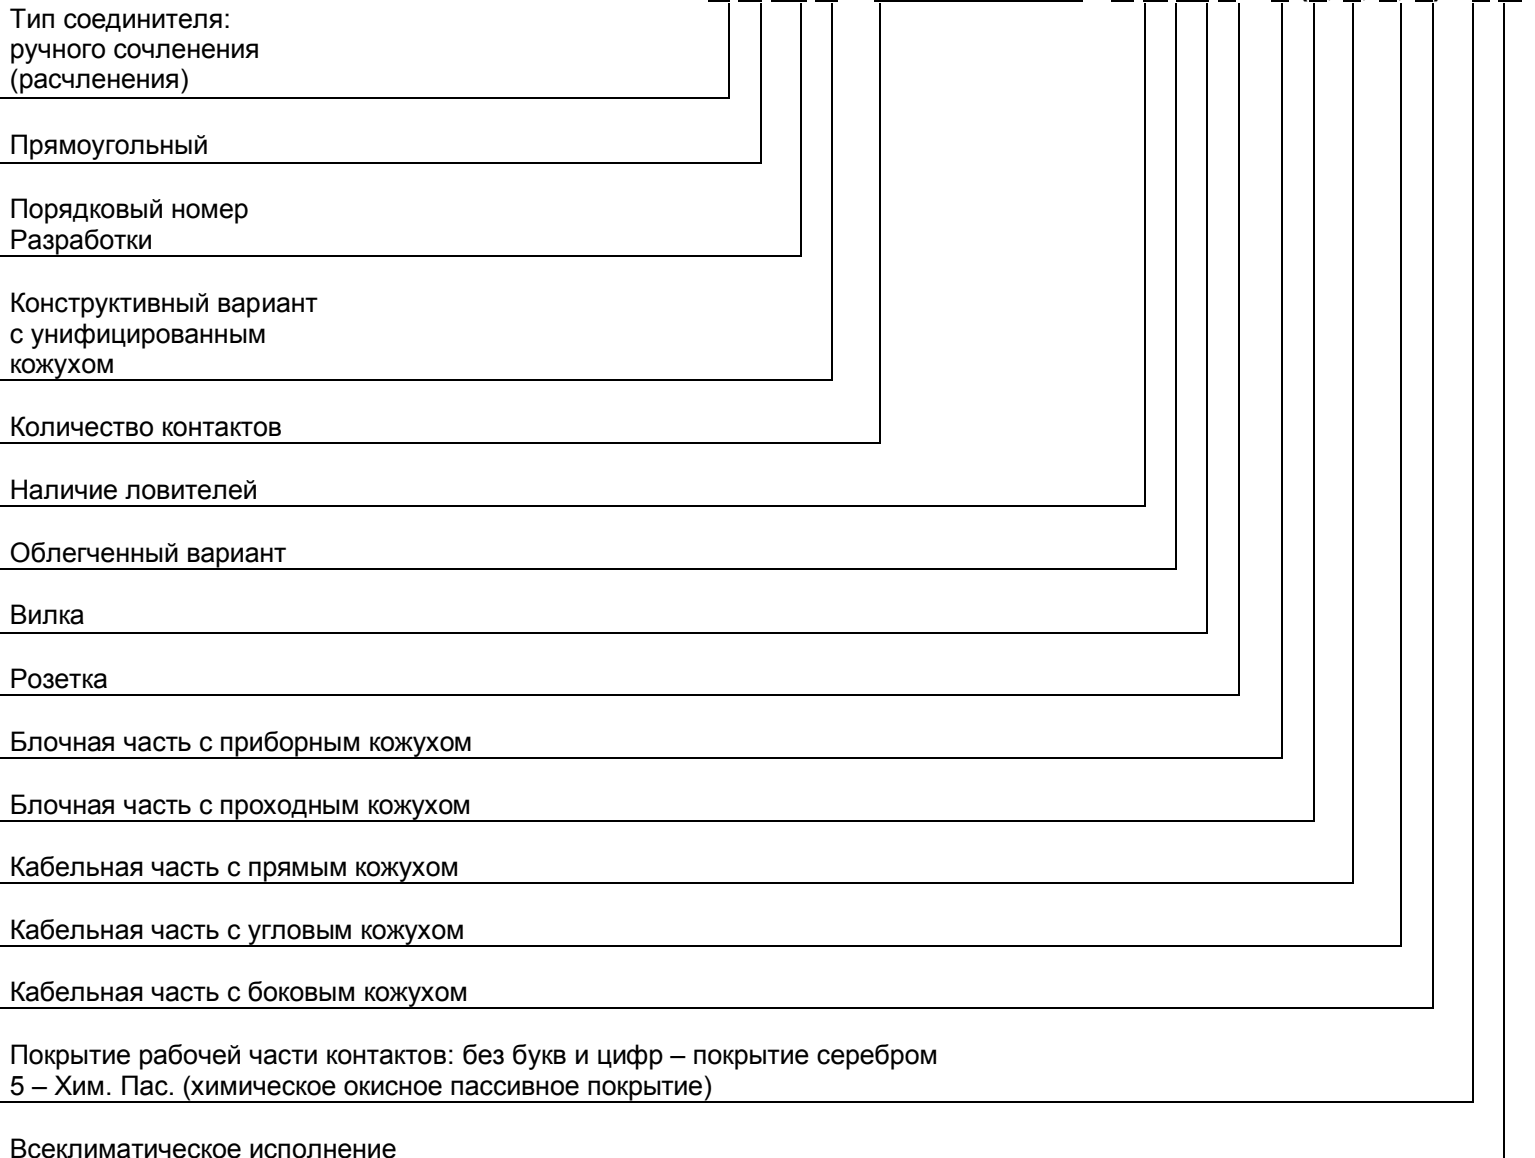 Тип соединителя:
ручного сочленения
(расчленения)
Прямоугольный
Порядковый номер
Разработки
Конструктивный вариант
с унифицированным
кожухом
Количество контактов
Наличие ловителей
Облегченный вариант
Вилка
Розетка
Блочная часть с приборным кожухом
Блочная часть с проходным кожухом
Кабельная часть с прямым кожухом
Кабельная часть с угловым кожухом
Кабельная часть с боковым кожухом
Покрытие рабочей части контактов: без букв и цифр – покрытие серебром
5 – Хим. Пас. (химическое окисное пассивное покрытие)
Всеклиматическое исполнение